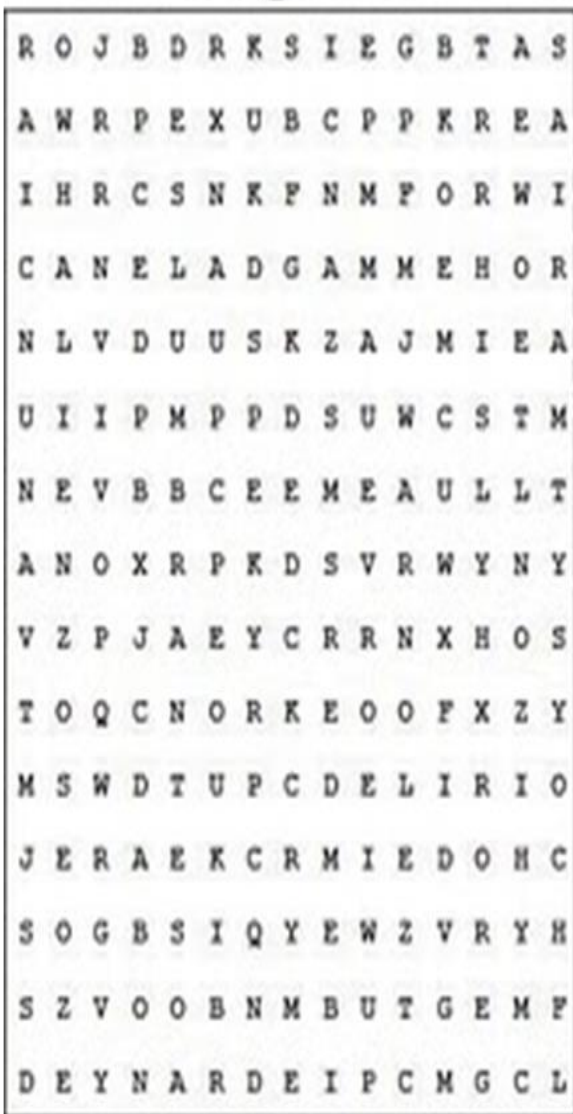 R O J B D R K S I E G B T A S
A W R P E X U B C P P K R E A
I H R C S N K F N M F O R W I
C A N E L A D G A M M E H O R
N L V D U U S K Z A J M I E A
U I I P M P P D S U W C S T M
N E V B B C E E M E A U L L T
A N O X R P K D S V R W Y N Y
V Z P J A E Y C R R N X H O S
T O Q C N O R K E O O F X Z Y
M S W D T U P C D E L I R I O
J E R A E K C R M I E D O H C
S O G B S I Q Y E W Z V R Y H
S Z V O O B N M B U T G E M F
D E Y N A R D E I P C M G C L